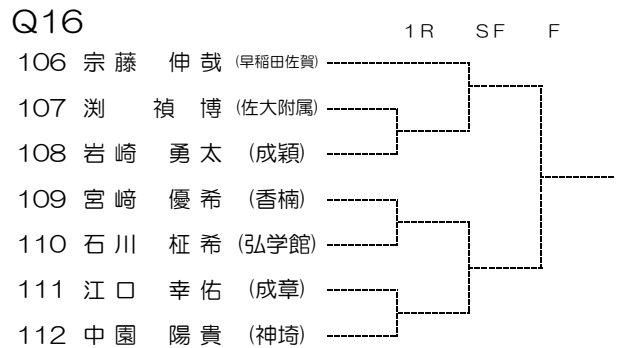 Q16
1R SF F
106 宗藤 伸哉 (早稲田佐賀)
107 渕 禎博 (佐大附属)
108 岩崎 勇太 (成穎)
109 宮﨑 優希 (香楠)
110 石川 柾希 (弘学館)
111 江口 幸佑 (成章)
112 中園 陽貴 (神埼)